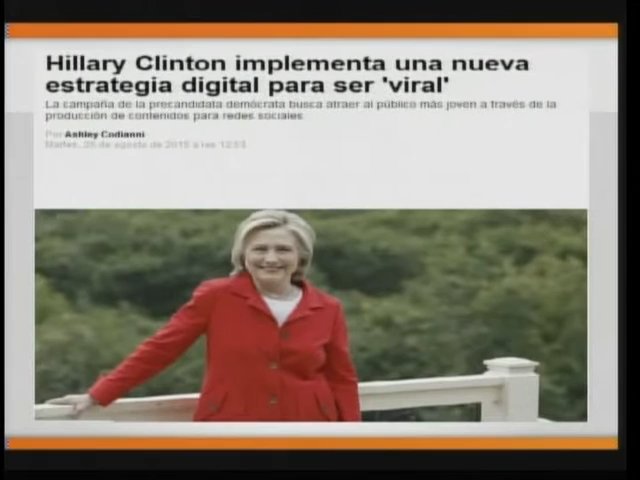 Hillary Clinton implementa una nueva
estrategia digital para ser 'viral'
La campaña de la precandidata demócrata busca atraer al público más joven a través de la
producción de contenidos para redes sociales.
Por Ashley Codianni
Martes, 25 de agosto de 2015 a las 12:53